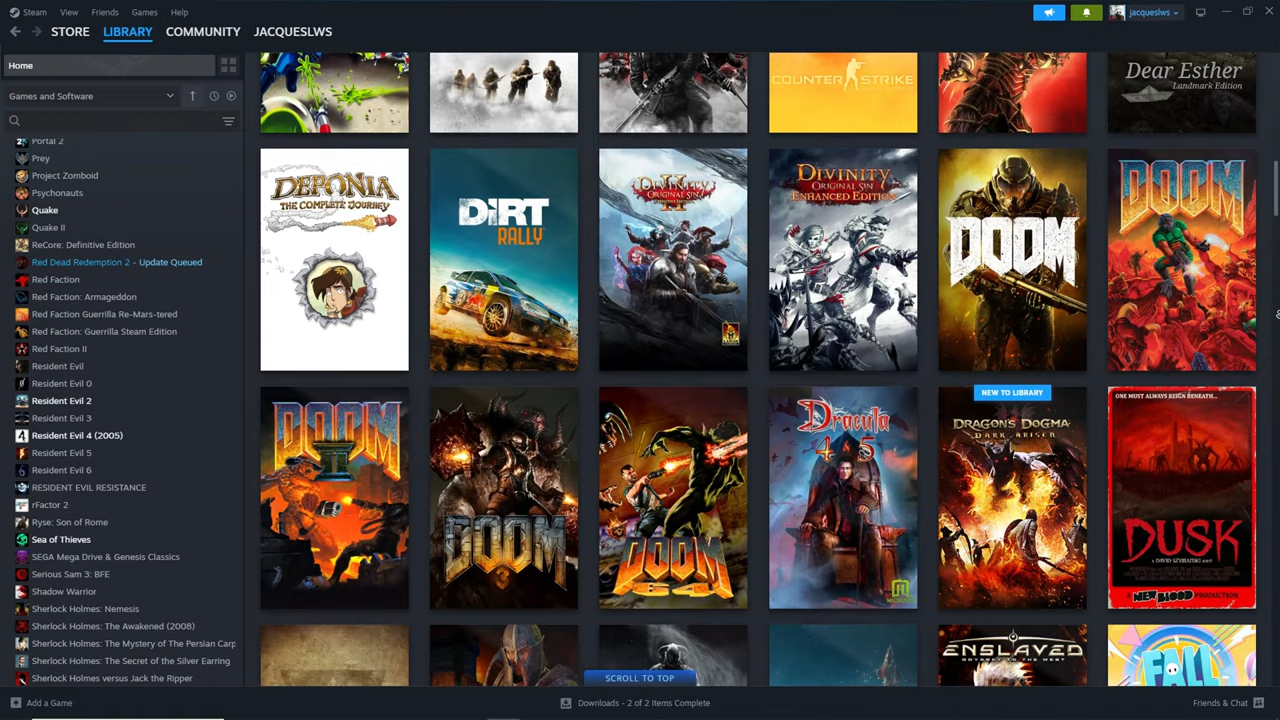 Steam View Friends Games Help
jacqueslws
STORE LIBRARY COMMUNITY JACQUESLWS
Home
Games and Software
Portal 2
Prey
Project Zomboid
Psychonauts
Quake
Quake II
ReCore: Definitive Edition
Red Dead Redemption 2 - Update Queued
Red Faction
Red Faction: Armageddon
Red Faction Guerrilla Re-Mars-tered
Red Faction: Guerrilla Steam Edition
Red Faction II
Resident Evil
Resident Evil 0
Resident Evil 2
Resident Evil 3
Resident Evil 4 (2005)
Resident Evil 5
Resident Evil 6
RESIDENT EVIL RESISTANCE
rFactor 2
Ryse: Son of Rome
Sea of Thieves
SEGA Mega Drive & Genesis Classics
Serious Sam 3: BFE
Shadow Warrior
Sherlock Holmes: Nemesis
Sherlock Holmes: The Awakened (2008)
Sherlock Holmes: The Mystery of The Persian Carp
Sherlock Holmes: The Secret of the Silver Earring
Sherlock Holmes versus Jack the Ripper
COUNTER STRIKE
Dear Esther
Landmark Edition
DEPONIA
THE COMPLETE JOURNEY
DiRT
RALLY
DIVINITY
ORIGINAL SIN
II
DIVINITY
ORIGINAL SIN
ENHANCED EDITION
DOOM
DOOM
DOOM
II
DOOM
DOOM
64
Dracula
4 5
NEW TO LIBRARY
DRAGON'S DOGMA
DARK ARISEN
ONE MUST ALWAYS REIGN BENEATH...
DUSK
A DAVID SZYMANSKI GAME
A NEW BLOOD PRODUCTION
ENSLAVED
ODYSSEY TO THE WEST
FALL
SCROLL TO TOP
Add a Game
Downloads - 2 of 2 Items Complete
Friends & Chat